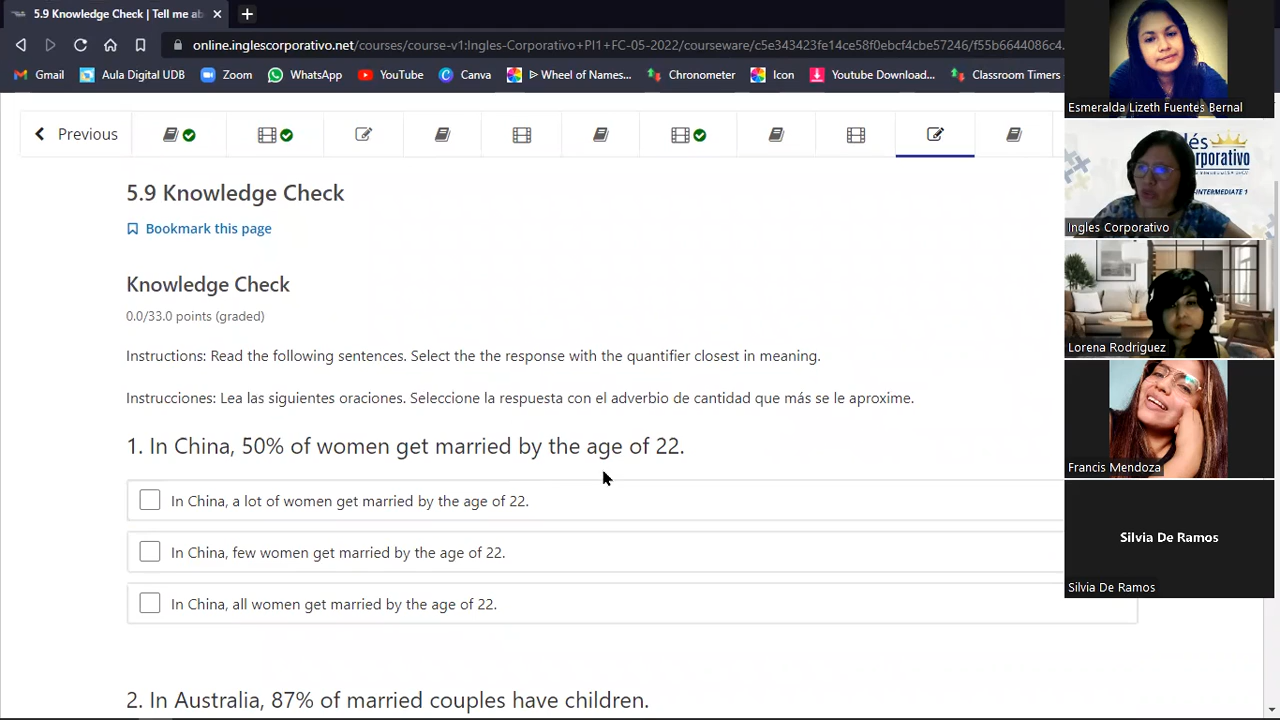 5.9 Knowledge Check | Tell me ab
online.inglescorporativo.net/courses/course-v1:Ingles-Corporativo+PI1+FC-05-2022/courseware/c5e343423fe14ce58f0ebcf4cbe57246/f55b6644086c4.
Gmail Aula Digital UDB Zoom WhatsApp YouTube Canva ᐅ Wheel of Names... Chronometer Icon Youtube Download... Classroom Timers
Previous
5.9 Knowledge Check
Bookmark this page
Knowledge Check
0.0/33.0 points (graded)
Instructions: Read the following sentences. Select the response with the quantifier closest in meaning.
Instrucciones: Lea las siguientes oraciones. Seleccione la respuesta con el adverbio de cantidad que más se le aproxime.
1. In China, 50% of women get married by the age of 22.
In China, a lot of women get married by the age of 22.
In China, few women get married by the age of 22.
In China, all women get married by the age of 22.
2. In Australia, 87% of married couples have children.
Esmeralda Lizeth Fuentes Bernal
lés
rporativo
-INTERMEDIATE 1
Ingles Corporativo
Lorena Rodriguez
Francis Mendoza
Silvia De Ramos
Silvia De Ramos